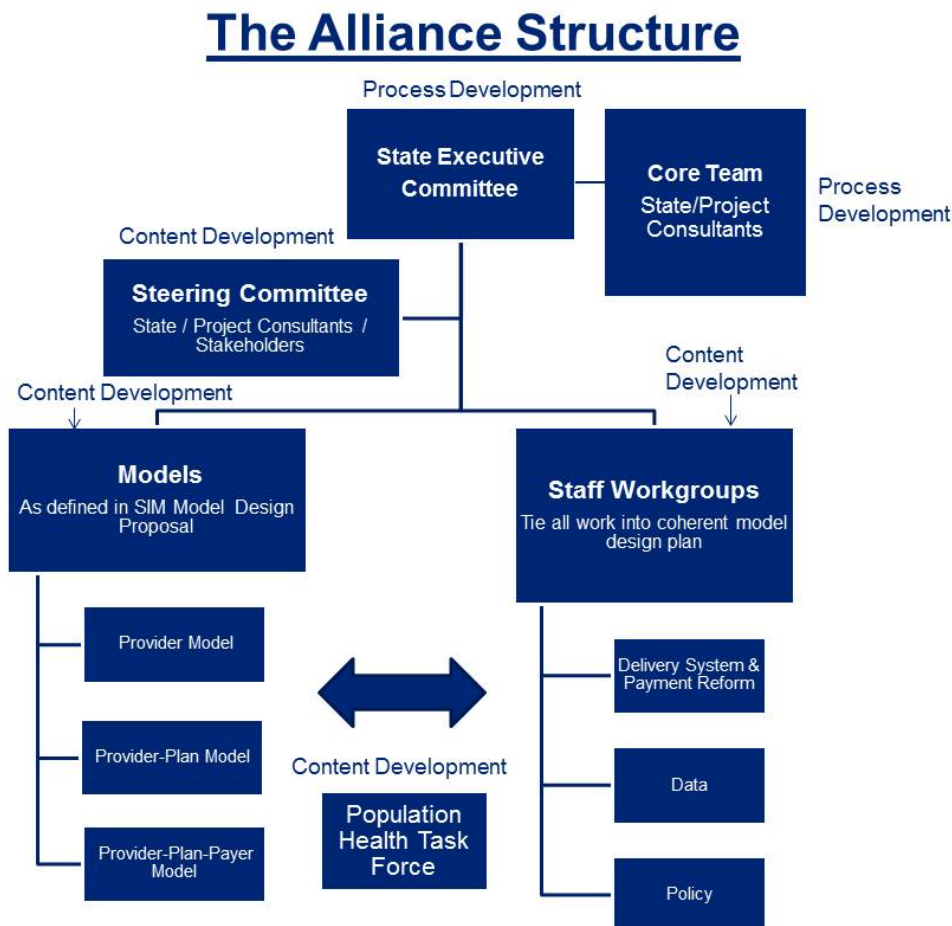 The Alliance Structure
Process Development
State Executive
Committee
Core Team
State/Project
Consultants
Process
Development
Content Development
Steering Committee
State / Project Consultants /
Stakeholders
Content
Development
Content Development
Models
As defined in SIM Model Design
Proposal
Staff Workgroups
Tie all work into coherent model
design plan
Provider Model
Provider-Plan Model
Provider-Plan-Payer
Model
Content Development
Population
Health Task
Force
Delivery System &
Payment Reform
Data
Policy